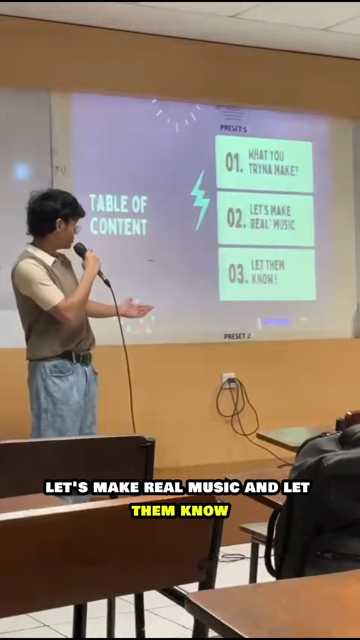 PRESET 5
TABLE OF
CONTENT
01.
WHAT YOU
TRYNA MAKE?
02.
LET'S MAKE
REAL' MUSIC
03.
LET THEM
KNOW!
PRESET 2
LET'S MAKE REAL MUSIC AND LET
THEM KNOW